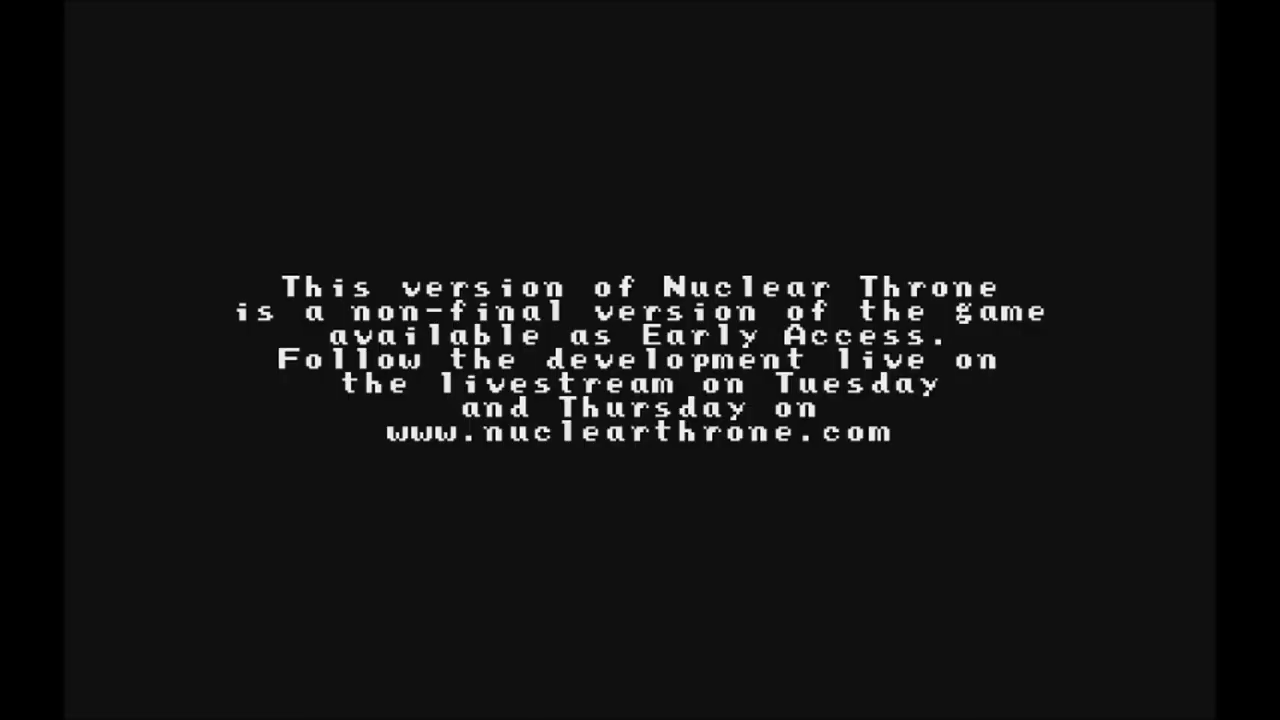 This version of Nuclear Throne
is a non-final version of the game
available as Early Access.
Follow the development live on
the livestream on Tuesday
and Thursday on
www.nuclearthrone.com